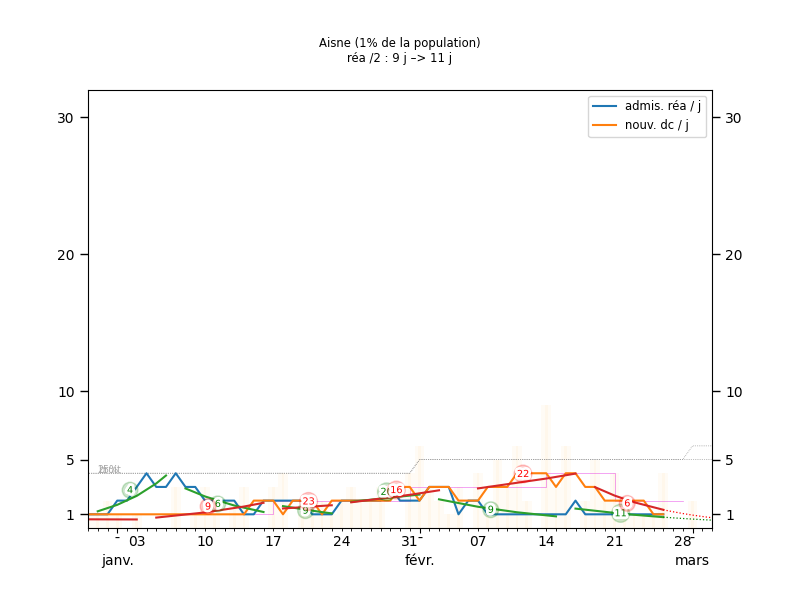 Aisne (1% de la population)
réa /2 : 9 j –> 11 j
admis. réa / j
nouv. dc / j
30 30
20 20
10 10
5 5
1 1
4 9 6 23 9 16 9 22 6 11
03 10 17 24 31 07 14 21 28
janv. févr. mars